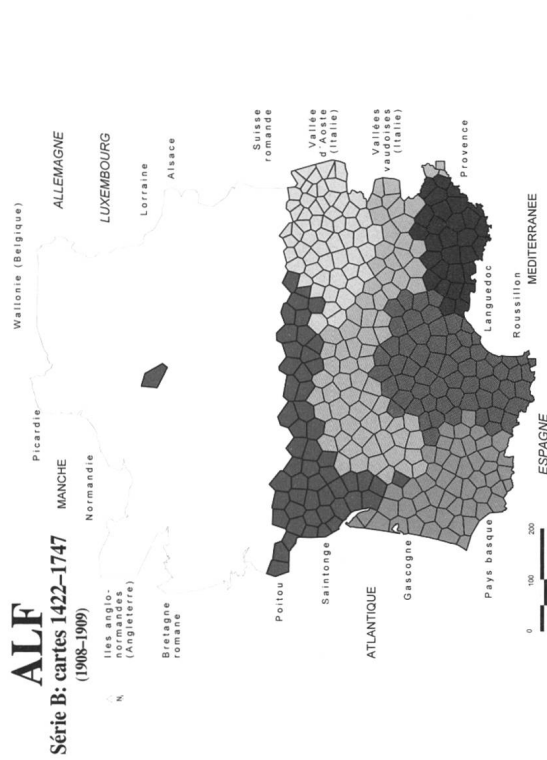 ALF
Série B: cartes 1422–1747
(1908–1909)
N
Wallonie (Belgique)
Picardie
ALLEMAGNE
MANCHE
LUXEMBOURG
Normandie
Lorraine
Alsace
Iles anglo-
normandes
(Angleterre)
Bretagne
romane
Suisse
romande
Poitou
Vallée
d'Aoste
(Italie)
Saintonge
Vallées
vaudoises
(Italie)
ATLANTIQUE
Gascogne
Provence
Languedoc
Pays basque
Roussillon
MEDITERRANEE
ESPAGNE
0 100 200